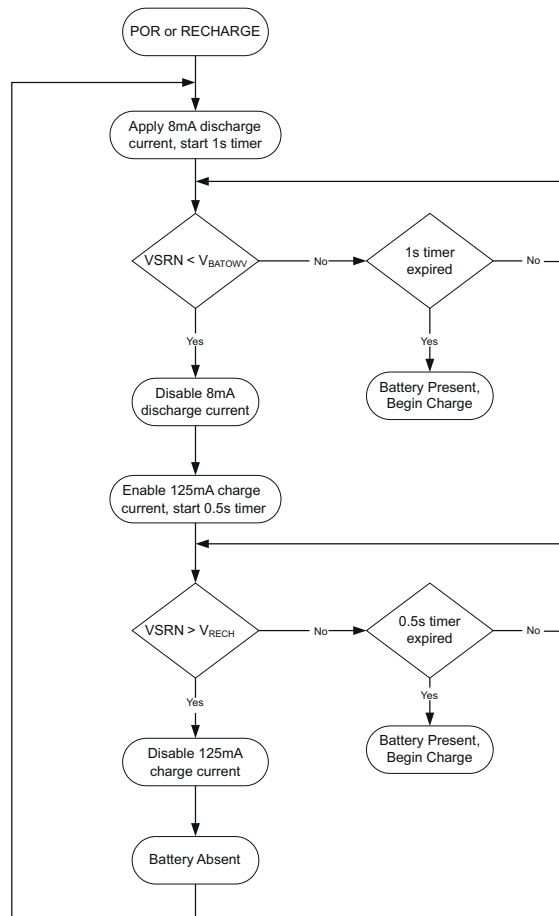 POR or RECHARGE
Apply 8mA discharge
current, start 1s timer
VSRN < VBATOWV
No
1s timer
expired
No
Yes
Yes
Disable 8mA
discharge current
Battery Present,
Begin Charge
Enable 125mA charge
current, start 0.5s timer
VSRN > VRECH
No
0.5s timer
expired
No
Yes
Yes
Disable 125mA
charge current
Battery Present,
Begin Charge
Battery Absent